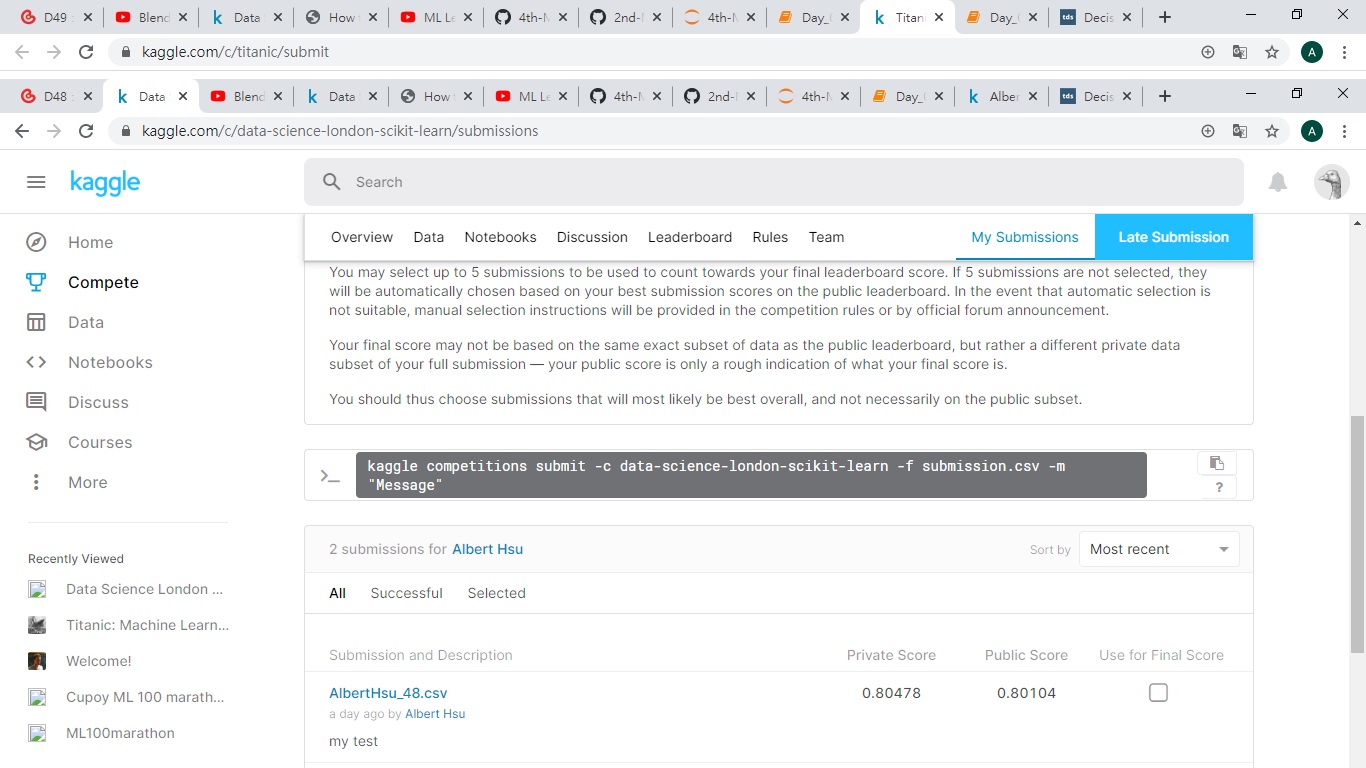 D49 Blend Data How ML Le 4th-M 2nd-M 4th-M Day_ Titan Day_ Decis
kaggle.com/c/titanic/submit A
D48 Data Blend Data How ML Le 4th-M 2nd-M 4th-M Day_ Alber tds Decis
kaggle.com/c/data-science-london-scikit-learn/submissions A
kaggle Search
Home
Compete
Data
Notebooks
Discuss
Courses
More
Recently Viewed
Data Science London ...
Titanic: Machine Learn...
Welcome!
Cupoy ML 100 marath...
ML100marathon
Overview Data Notebooks Discussion Leaderboard Rules Team My Submissions Late Submission
You may select up to 5 submissions to be used to count towards your final leaderboard score. If 5 submissions are not selected, they
will be automatically chosen based on your best submission scores on the public leaderboard. In the event that automatic selection is
not suitable, manual selection instructions will be provided in the competition rules or by official forum announcement.
Your final score may not be based on the same exact subset of data as the public leaderboard, but rather a different private data
subset of your full submission — your public score is only a rough indication of what your final score is.
You should thus choose submissions that will most likely be best overall, and not necessarily on the public subset.
>_ kaggle competitions submit -c data-science-london-scikit-learn -f submission.csv -m
"Message" ?
2 submissions for Albert Hsu Sort by Most recent
All Successful Selected
Submission and Description Private Score Public Score Use for Final Score
AlbertHsu_48.csv 0.80478 0.80104
a day ago by Albert Hsu
my test